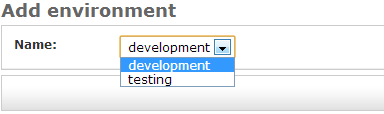 Add environment
Name:
development
development
testing